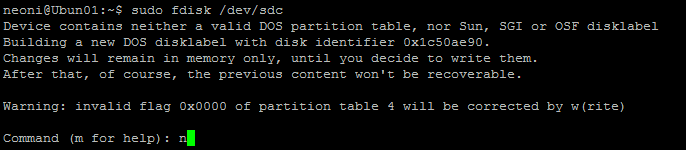 neoni@Ubun01:~$ sudo fdisk /dev/sdc
Device contains neither a valid DOS partition table, nor Sun, SGI or OSF disklabel
Building a new DOS disklabel with disk identifier 0x1c50ae90.
Changes will remain in memory only, until you decide to write them.
After that, of course, the previous content won't be recoverable.
Warning: invalid flag 0x0000 of partition table 4 will be corrected by w(rite)
Command (m for help): n